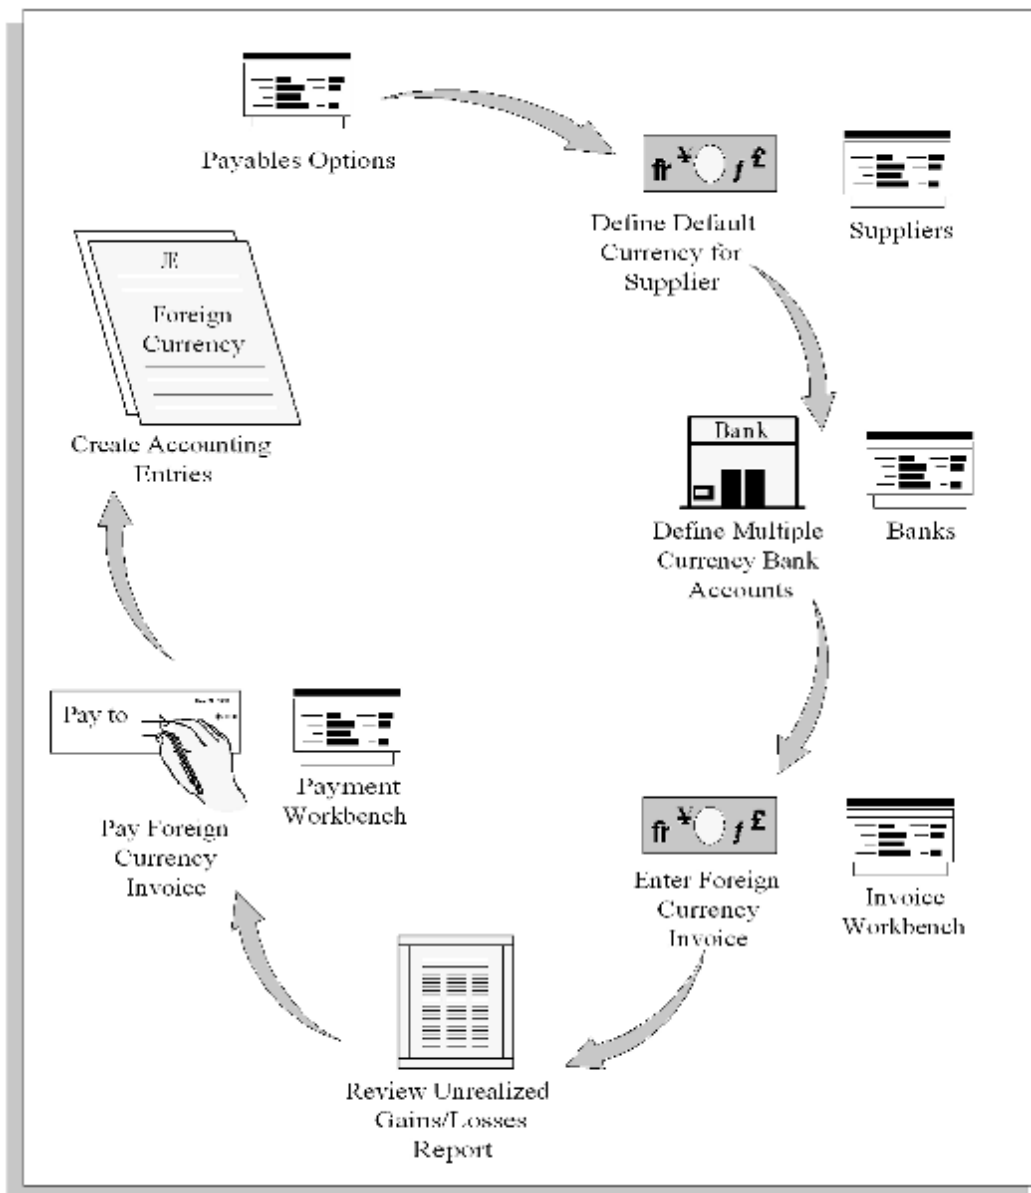 Payables Options
fr ¥ ƒ £
Define Default
Currency for
Supplier
Suppliers
Bank
Define Multiple
Currency Bank
Accounts
Banks
fr ¥ ƒ £
Enter Foreign
Currency
Invoice
Invoice
Workbench
Review Unrealized
Gains/Losses
Report
Pay to
Pay Foreign
Currency
Invoice
Payment
Workbench
JE
Foreign
Currency
Create Accounting
Entries